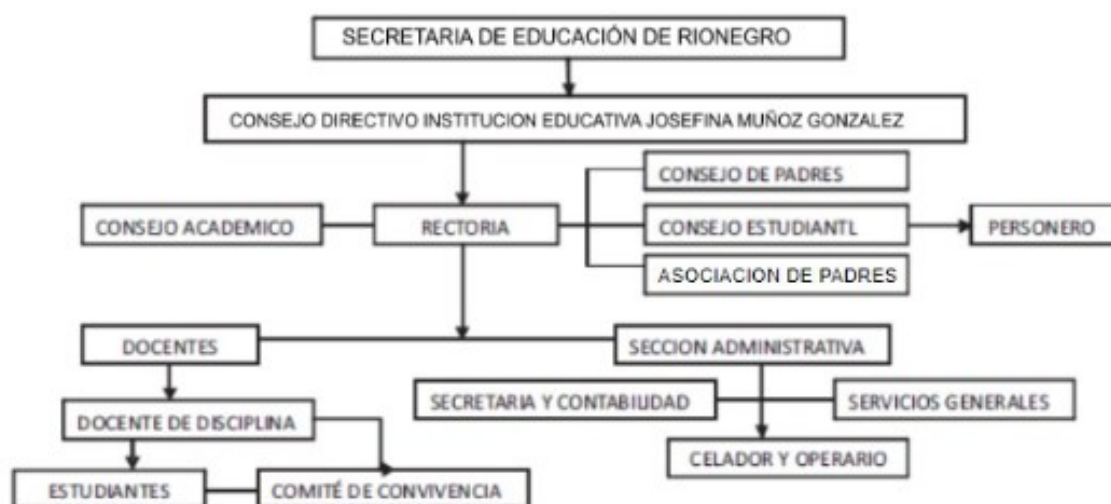 SECRETARIA DE EDUCACIÓN DE RIONEGRO
CONSEJO DIRECTIVO INSTITUCION EDUCATIVA JOSEFINA MUÑOZ GONZALEZ
CONSEJO DE PADRES
CONSEJO ACADEMICO
RECTORIA
CONSEJO ESTUDIANTL
PERSONERO
ASOCIACION DE PADRES
DOCENTES
SECCION ADMINISTRATIVA
SECRETARIA Y CONTABILIDAD
SERVICIOS GENERALES
DOCENTE DE DISCIPLINA
CELADOR Y OPERARIO
ESTUDIANTES
COMITÉ DE CONVIVENCIA